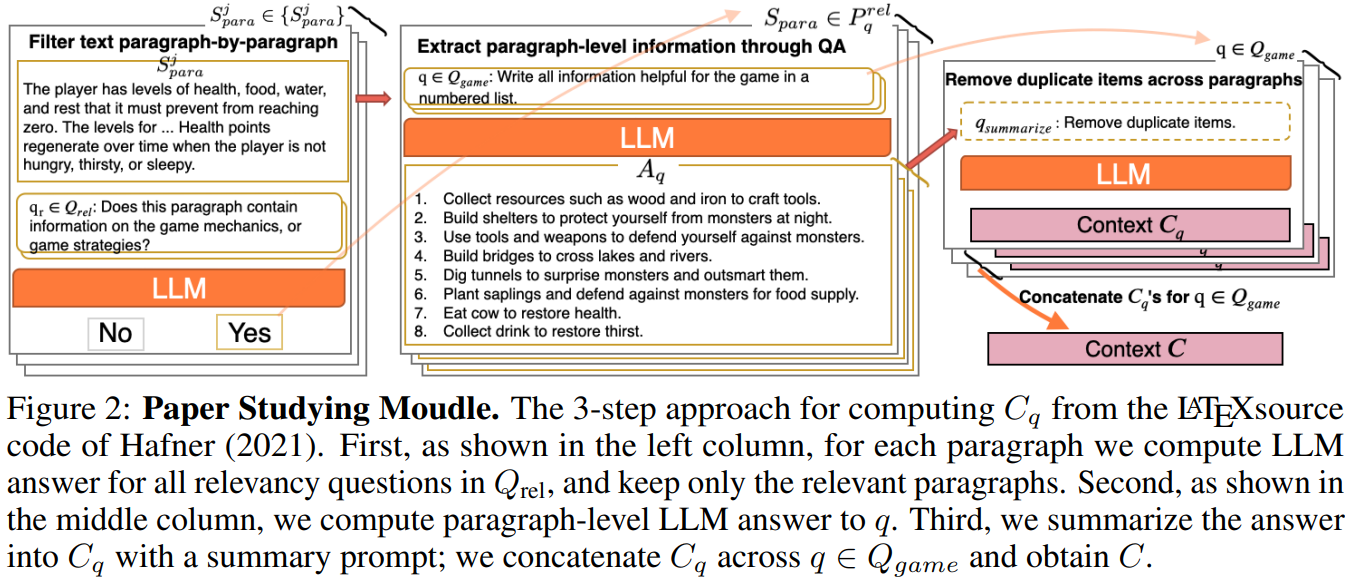 $S_{para}^{j} \in \{S_{para}^{j}\}$
Filter text paragraph-by-paragraph
$S_{para}^{j}$
The player has levels of health, food, water,
and rest that it must prevent from reaching
zero. The levels for ... Health points
regenerate over time when the player is not
hungry, thirsty, or sleepy.
$q_r \in Q_{rel}$: Does this paragraph contain
information on the game mechanics, or
game strategies?
LLM
No
Yes
$S_{para} \in P_q^{rel}$
Extract paragraph-level information through QA
$q \in Q_{game}$: Write all information helpful for the game in a
numbered list.
LLM
$A_q$
1. Collect resources such as wood and iron to craft tools.
2. Build shelters to protect yourself from monsters at night.
3. Use tools and weapons to defend yourself against monsters.
4. Build bridges to cross lakes and rivers.
5. Dig tunnels to surprise monsters and outsmart them.
6. Plant saplings and defend against monsters for food supply.
7. Eat cow to restore health.
8. Collect drink to restore thirst.
$q \in Q_{game}$
Remove duplicate items across paragraphs
$q_{summarize}$: Remove duplicate items.
LLM
Context $C_q$
Concatenate $C_q$'s for $q \in Q_{game}$
Context $C$
Figure 2: Paper Studying Moudle. The 3-step approach for computing $C_q$ from the LATEXsource
code of Hafner (2021). First, as shown in the left column, for each paragraph we compute LLM
answer for all relevancy questions in $Q_{rel}$, and keep only the relevant paragraphs. Second, as shown in
the middle column, we compute paragraph-level LLM answer to $q$. Third, we summarize the answer
into $C_q$ with a summary prompt; we concatenate $C_q$ across $q \in Q_{game}$ and obtain $C$.